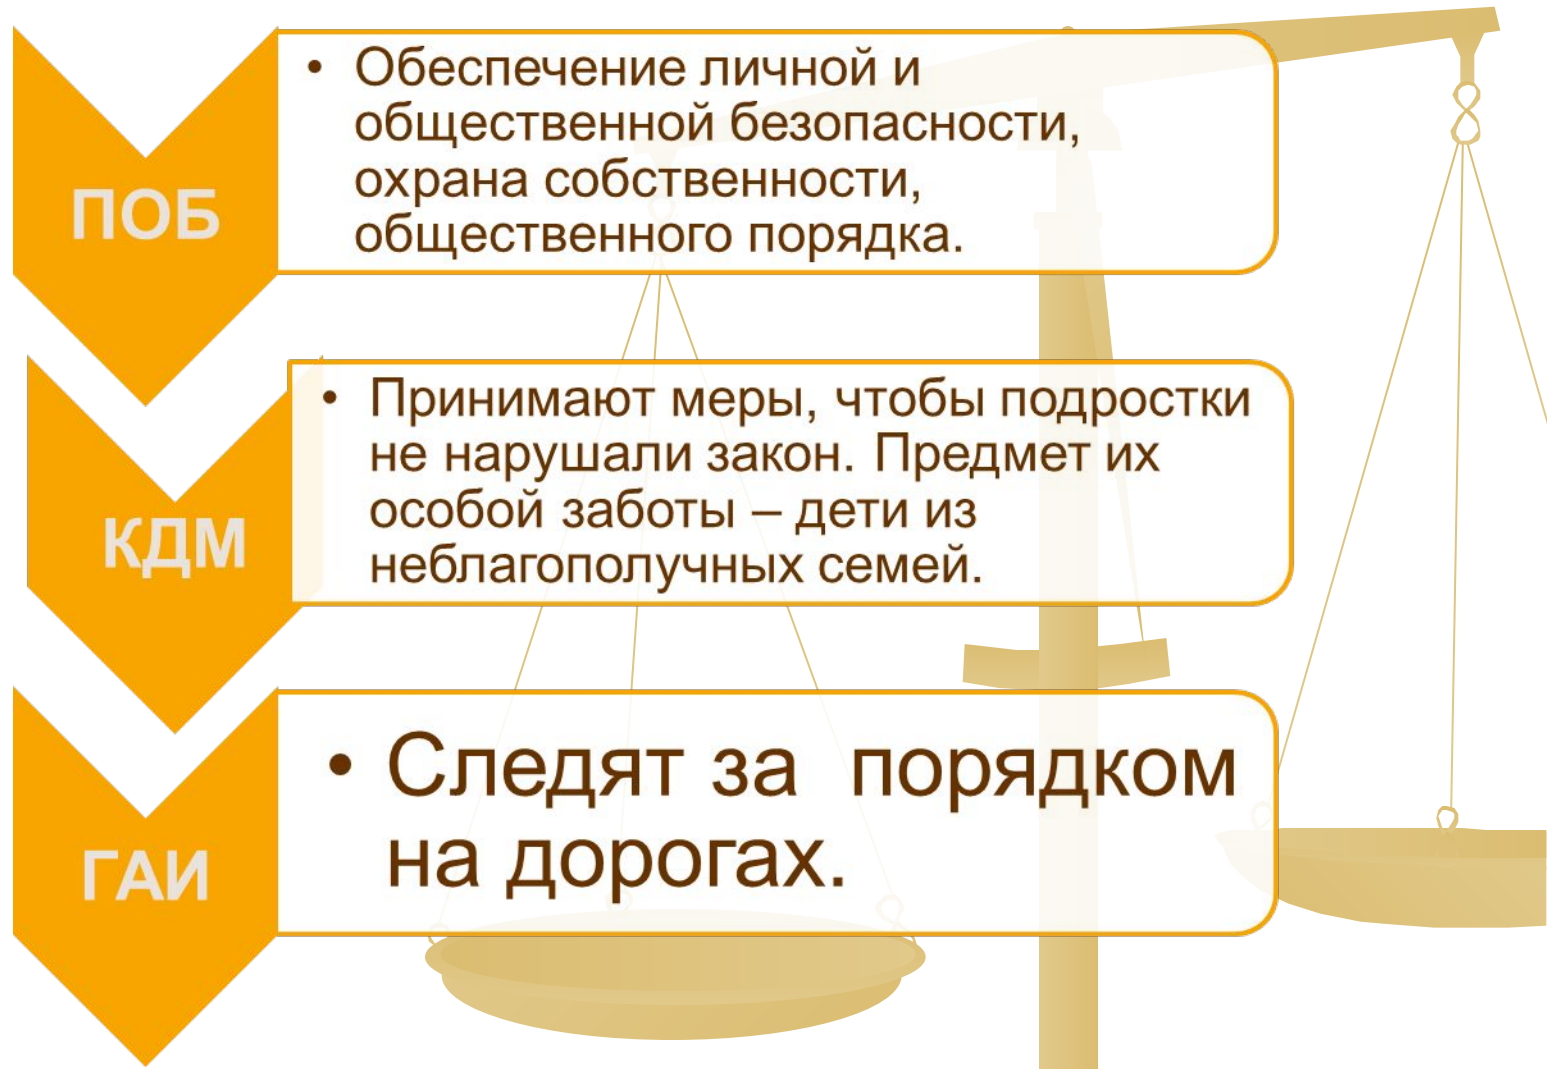 ПОБ
• Обеспечение личной и
общественной безопасности,
охрана собственности,
общественного порядка.
КДМ
• Принимают меры, чтобы подростки
не нарушали закон. Предмет их
особой заботы – дети из
неблагополучных семей.
ГАИ
• Следят за порядком
на дорогах.